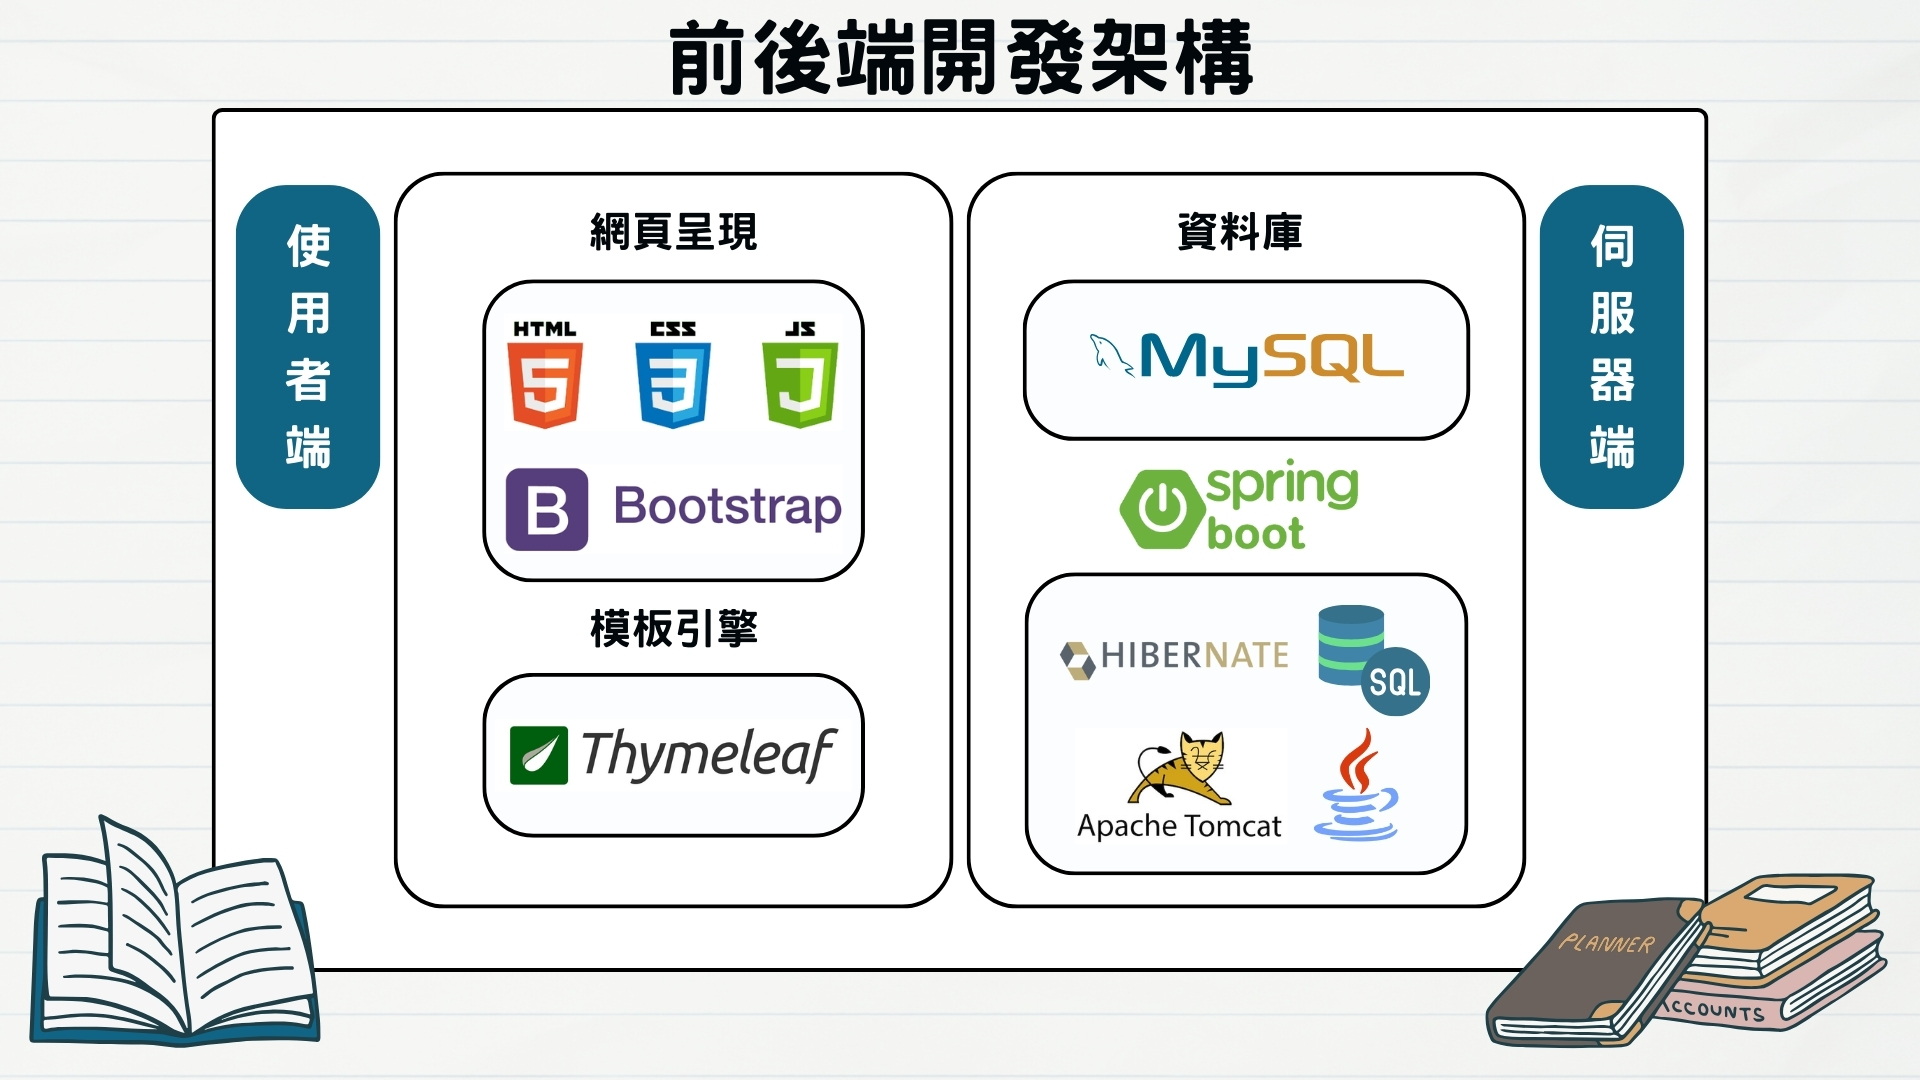 前後端開發架構
使用者端
網頁呈現
HTML CSS JS
5 3 J
B Bootstrap
模板引擎
Thymeleaf
資料庫
MySQL
spring
boot
HIBERNATE
SQL
Apache Tomcat
伺服器端
PLANNER
ACCOUNTS